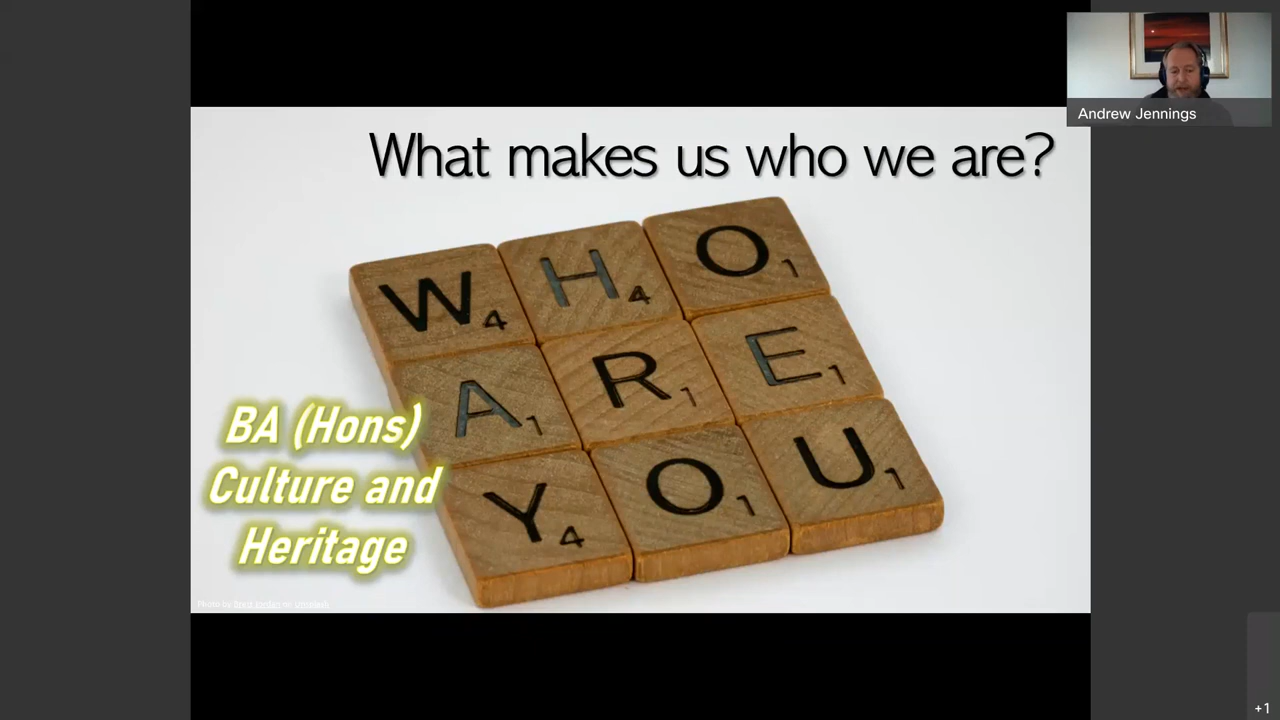 Andrew Jennings
What makes us who we are?
W4 H4 O1
A1 R1 E1
Y4 O1 U1
BA (Hons)
Culture and
Heritage
+1